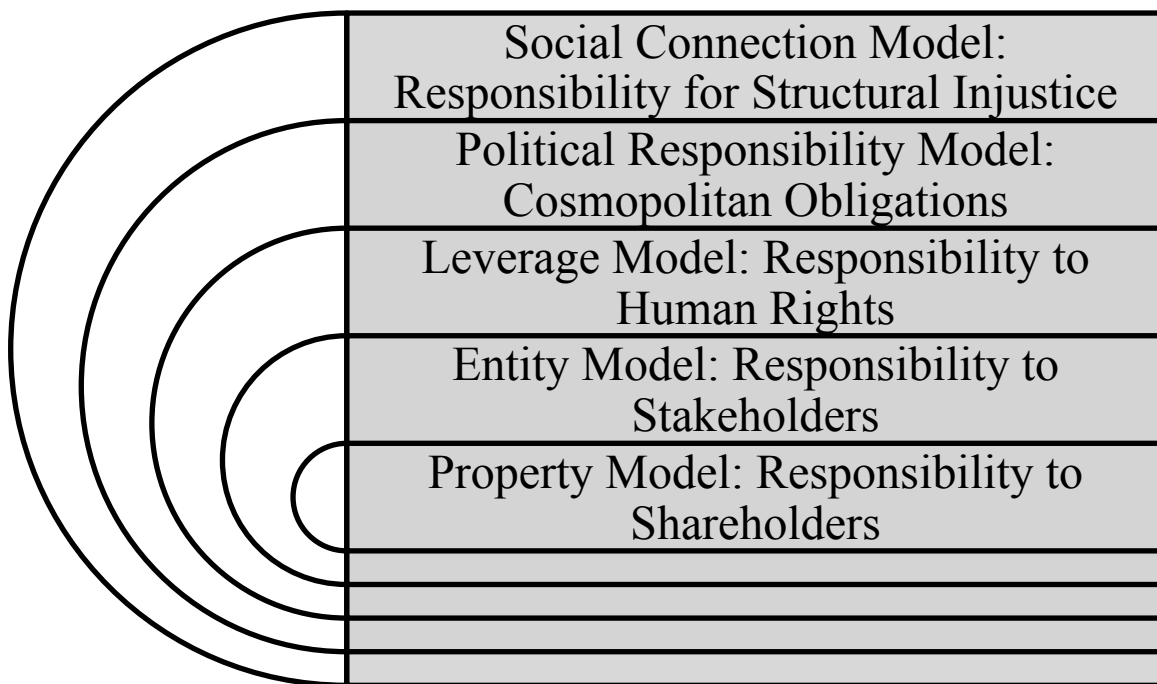 Social Connection Model:
Responsibility for Structural Injustice
Political Responsibility Model:
Cosmopolitan Obligations
Leverage Model: Responsibility to
Human Rights
Entity Model: Responsibility to
Stakeholders
Property Model: Responsibility to
Shareholders